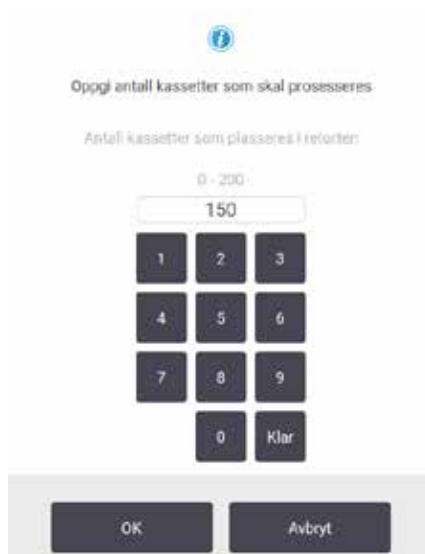 Oppgi antall kassetter som skal prosesseres
Antall kassetter som plasseres i retorten:
0 - 200
150
1 2 3
4 5 6
7 8 9
0 Klar
OK Avbryt